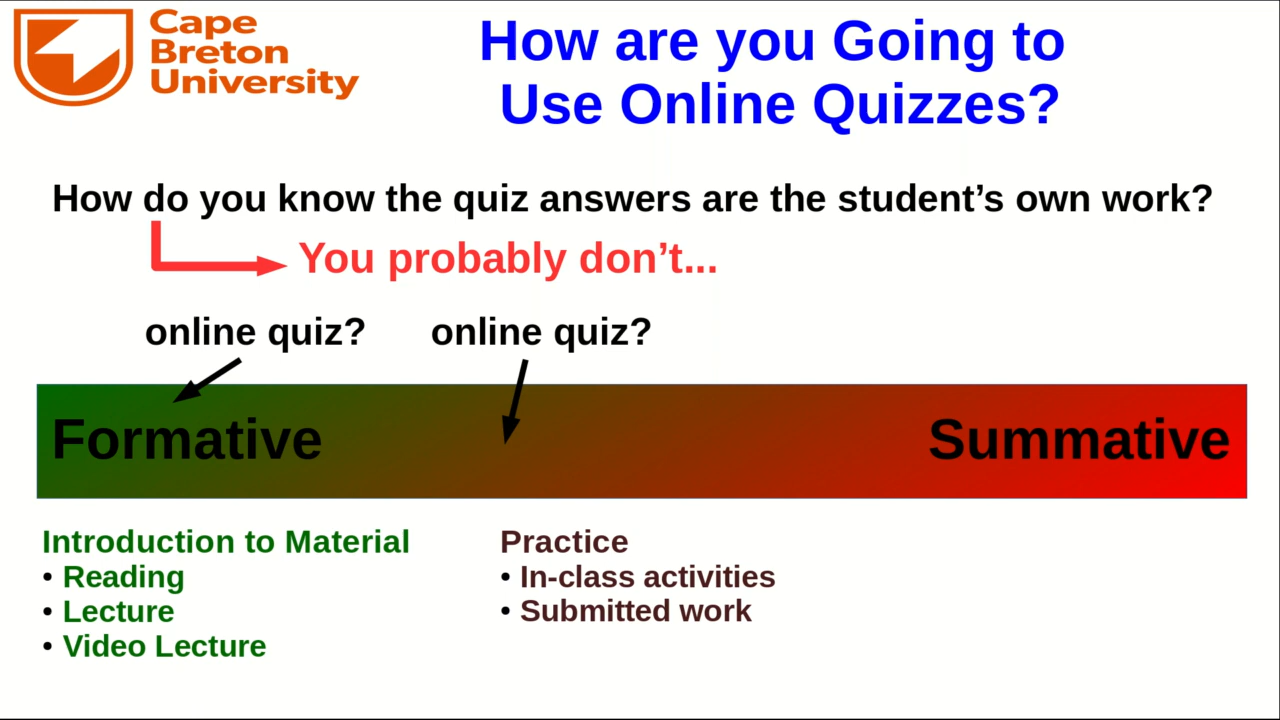 Cape
Breton
University
How are you Going to
Use Online Quizzes?
How do you know the quiz answers are the student’s own work?
You probably don’t...
online quiz? online quiz?
Formative Summative
Introduction to Material
• Reading
• Lecture
• Video Lecture
Practice
• In-class activities
• Submitted work